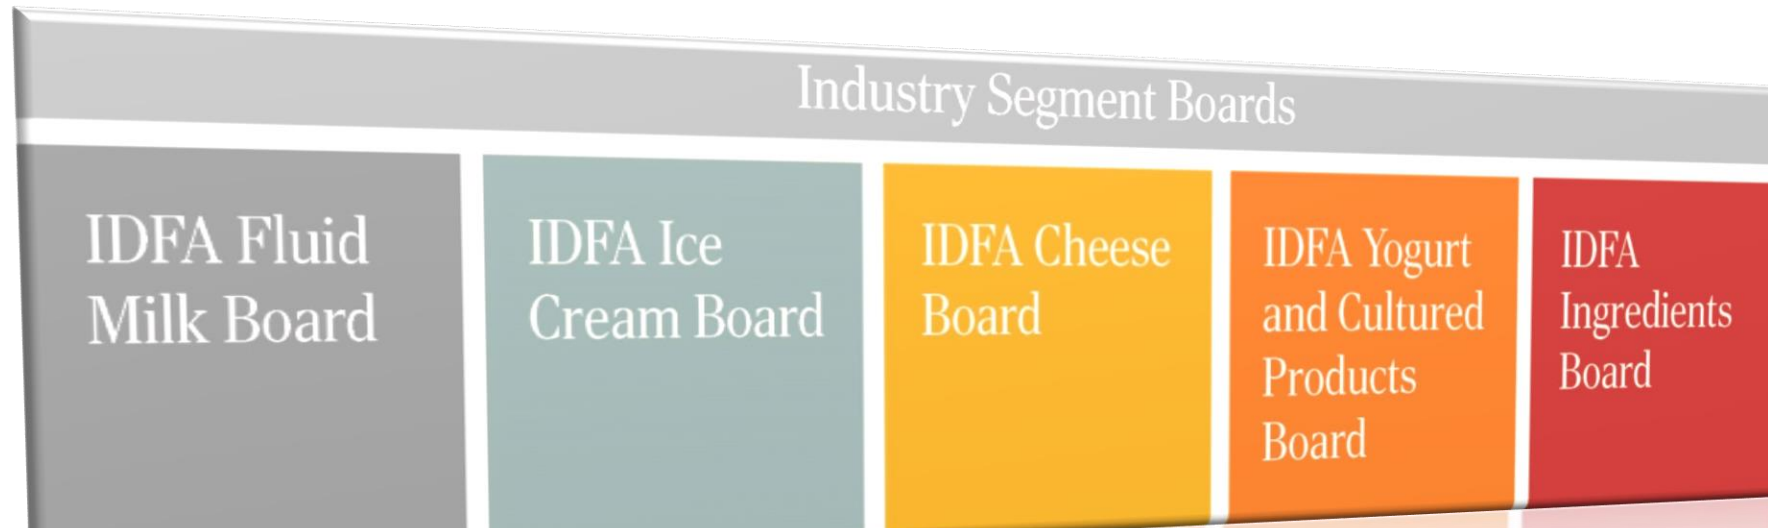 Industry Segment Boards
IDFA Fluid
Milk Board
IDFA Ice
Cream Board
IDFA Cheese
Board
IDFA Yogurt
and Cultured
Products
Board
IDFA
Ingredients
Board